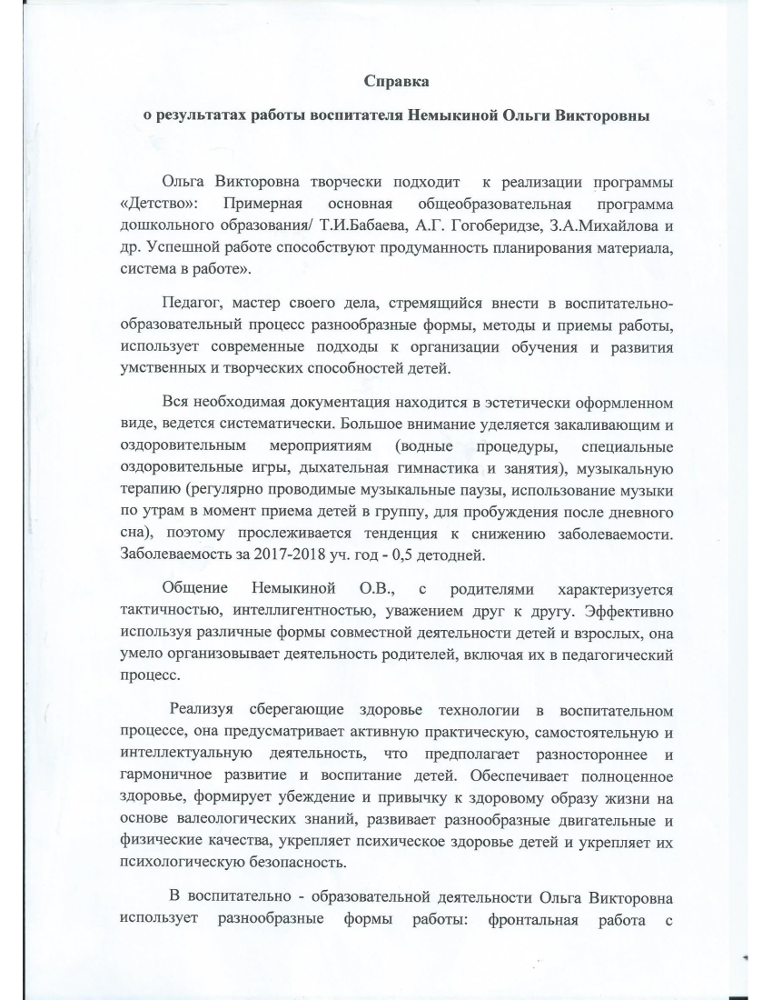 Справка
о результатах работы воспитателя Немыкиной Ольги Викторовны
Ольга Викторовна творчески подходит к реализации программы
«Детство»: Примерная основная общеобразовательная программа
дошкольного образования/ Т.И.Бабаева, А.Г. Гогоберидзе, З.А.Михайлова и
др. Успешной работе способствуют продуманность планирования материала,
система в работе».
Педагог, мастер своего дела, стремящийся внести в воспитательно-
образовательный процесс разнообразные формы, методы и приемы работы,
использует современные подходы к организации обучения и развития
умственных и творческих способностей детей.
Вся необходимая документация находится в эстетически оформленном
виде, ведется систематически. Большое внимание уделяется закаливающим и
оздоровительным мероприятиям (водные процедуры, специальные
оздоровительные игры, дыхательная гимнастика и занятия), музыкальную
терапию (регулярно проводимые музыкальные паузы, использование музыки
по утрам в момент приема детей в группу, для пробуждения после дневного
сна), поэтому прослеживается тенденция к снижению заболеваемости.
Заболеваемость за 2017-2018 уч. год - 0,5 детодней.
Общение Немыкиной О.В., с родителями характеризуется
тактичностью, интеллигентностью, уважением друг к другу. Эффективно
используя различные формы совместной деятельности детей и взрослых, она
умело организовывает деятельность родителей, включая их в педагогический
процесс.
Реализуя сберегающие здоровье технологии в воспитательном
процессе, она предусматривает активную практическую, самостоятельную и
интеллектуальную деятельность, что предполагает разностороннее и
гармоничное развитие и воспитание детей. Обеспечивает полноценное
здоровье, формирует убеждение и привычку к здоровому образу жизни на
основе валеологических знаний, развивает разнообразные двигательные и
физические качества, укрепляет психическое здоровье детей и укрепляет их
психологическую безопасность.
В воспитательно - образовательной деятельности Ольга Викторовна
использует разнообразные формы работы: фронтальная работа с